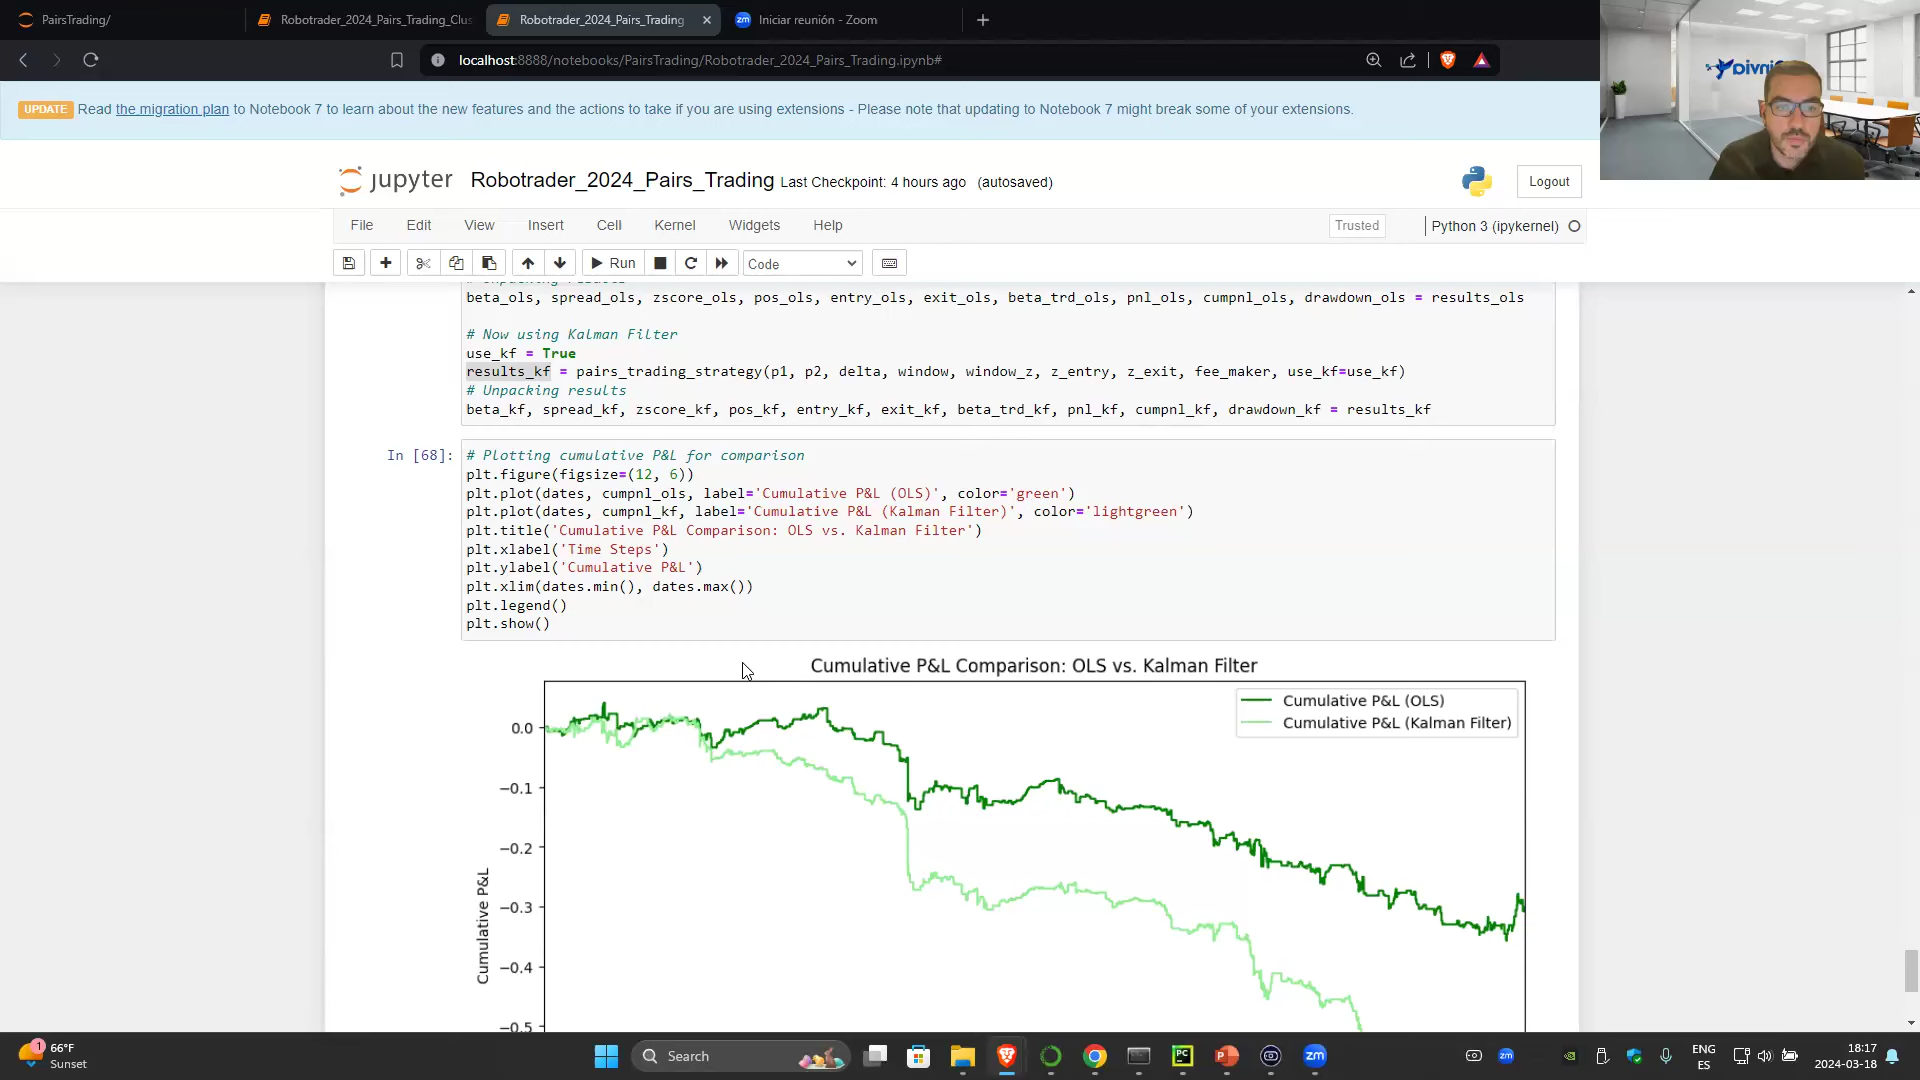 PairsTrading/
Robotrader_2024_Pairs_Trading_Clus
Robotrader_2024_Pairs_Trading
zm
Iniciar reunión - Zoom
localhost:8888/notebooks/PairsTrading/Robotrader_2024_Pairs_Trading.ipynb#
UPDATE Read the migration plan to Notebook 7 to learn about the new features and the actions to take if you are using extensions - Please note that updating to Notebook 7 might break some of your extensions.
jupyter Robotrader_2024_Pairs_Trading Last Checkpoint: 4 hours ago (autosaved)
Logout
File Edit View Insert Cell Kernel Widgets Help
Trusted
Python 3 (ipykernel)
Run
Code
beta_ols, spread_ols, zscore_ols, pos_ols, entry_ols, exit_ols, beta_trd_ols, pnl_ols, cumpnl_ols, drawdown_ols = results_ols
# Now using Kalman Filter
use_kf = True
results_kf = pairs_trading_strategy(p1, p2, delta, window, window_z, z_entry, z_exit, fee_maker, use_kf=use_kf)
# Unpacking results
beta_kf, spread_kf, zscore_kf, pos_kf, entry_kf, exit_kf, beta_trd_kf, pnl_kf, cumpnl_kf, drawdown_kf = results_kf
In [68]:
# Plotting cumulative P&L for comparison
plt.figure(figsize=(12, 6))
plt.plot(dates, cumpnl_ols, label='Cumulative P&L (OLS)', color='green')
plt.plot(dates, cumpnl_kf, label='Cumulative P&L (Kalman Filter)', color='lightgreen')
plt.title('Cumulative P&L Comparison: OLS vs. Kalman Filter')
plt.xlabel('Time Steps')
plt.ylabel('Cumulative P&L')
plt.xlim(dates.min(), dates.max())
plt.legend()
plt.show()
Cumulative P&L Comparison: OLS vs. Kalman Filter
Cumulative P&L (OLS)
Cumulative P&L (Kalman Filter)
0.0
−0.1
−0.2
−0.3
−0.4
−0.5
Cumulative P&L
1
66°F
Sunset
Search
PC
zm
zm
ENG
ES
18:17
2024-03-18